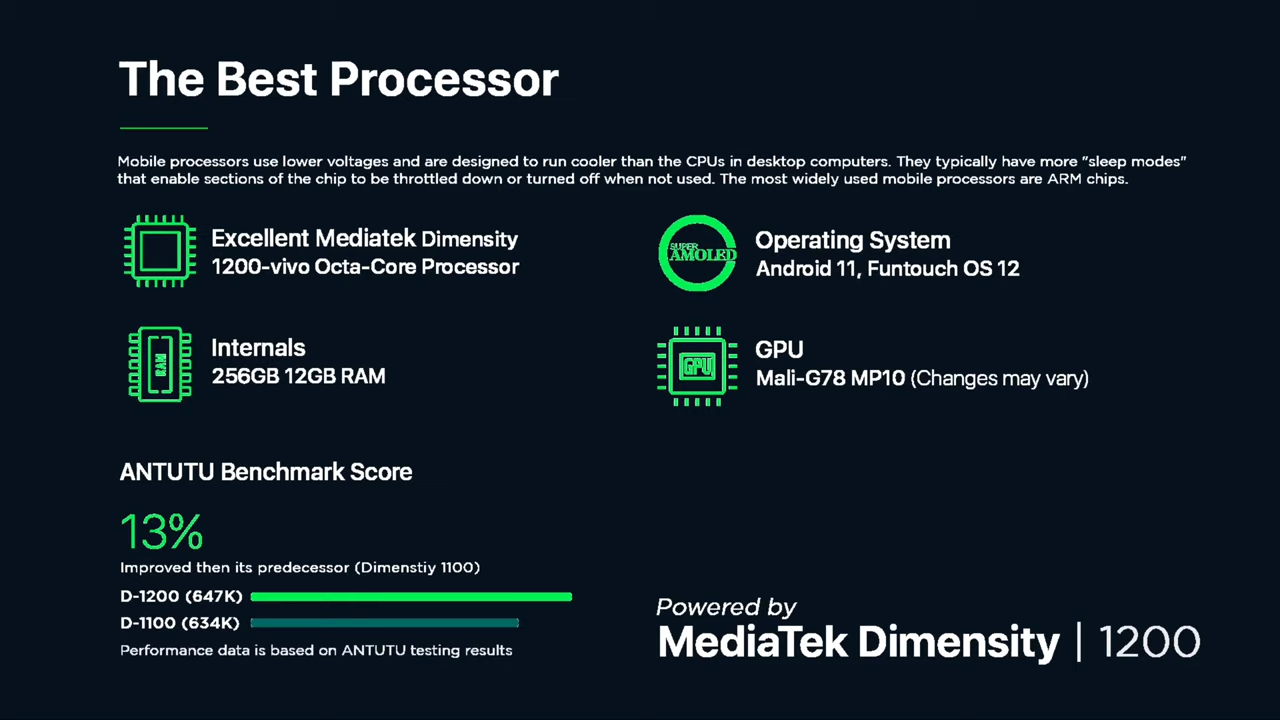 The Best Processor
Mobile processors use lower voltages and are designed to run cooler than the CPUs in desktop computers. They typically have more “sleep modes”
that enable sections of the chip to be throttled down or turned off when not used. The most widely used mobile processors are ARM chips.
Excellent Mediatek Dimensity
1200-vivo Octa-Core Processor
SUPER
AMOLED
Operating System
Android 11, Funtouch OS 12
RAM
Internals
256GB 12GB RAM
GPU
GPU
Mali-G78 MP10 (Changes may vary)
ANTUTU Benchmark Score
13%
Improved then its predecessor (Dimenstiy 1100)
D-1200 (647K)
D-1100 (634K)
Performance data is based on ANTUTU testing results
Powered by
MediaTek Dimensity | 1200